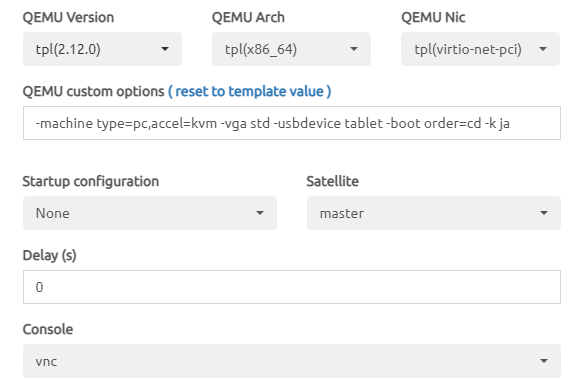 QEMU Version QEMU Arch QEMU Nic
tpl(2.12.0) tpl(x86_64) tpl(virtio-net-pci)
QEMU custom options ( reset to template value )
-machine type=pc,accel=kvm -vga std -usbdevice tablet -boot order=cd -k ja
Startup configuration Satellite
None master
Delay (s)
0
Console
vnc